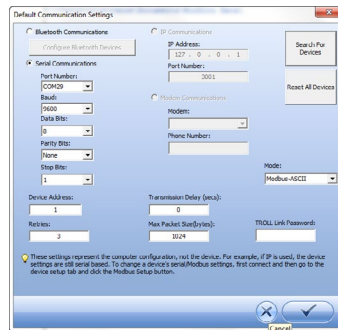 Default Communication Settings
Bluetooth Communications
Configure Bluetooth Devices
Serial Communications
Port Number:
COM29
Baud:
9600
Data Bits:
8
Parity Bits:
None
Stop Bits:
1
IP Communications
IP Address:
127 . 0 . 0 . 1
Port Number:
3001
Modem Communications
Modem:
Phone Number:
Search For
Devices
Reset All Devices
Mode:
Modbus-ASCII
Device Address:
1
Transmission Delay (secs):
0
Retries:
3
Max Packet Size(bytes):
1024
TROLL Link Password:
These settings represent the computer configuration, not the device. For example, if IP is used, the device
settings are still serial based. To change a device's serial/Modbus settings, first connect and then go to the
device setup tab and click the Modbus Setup button.
Cancel